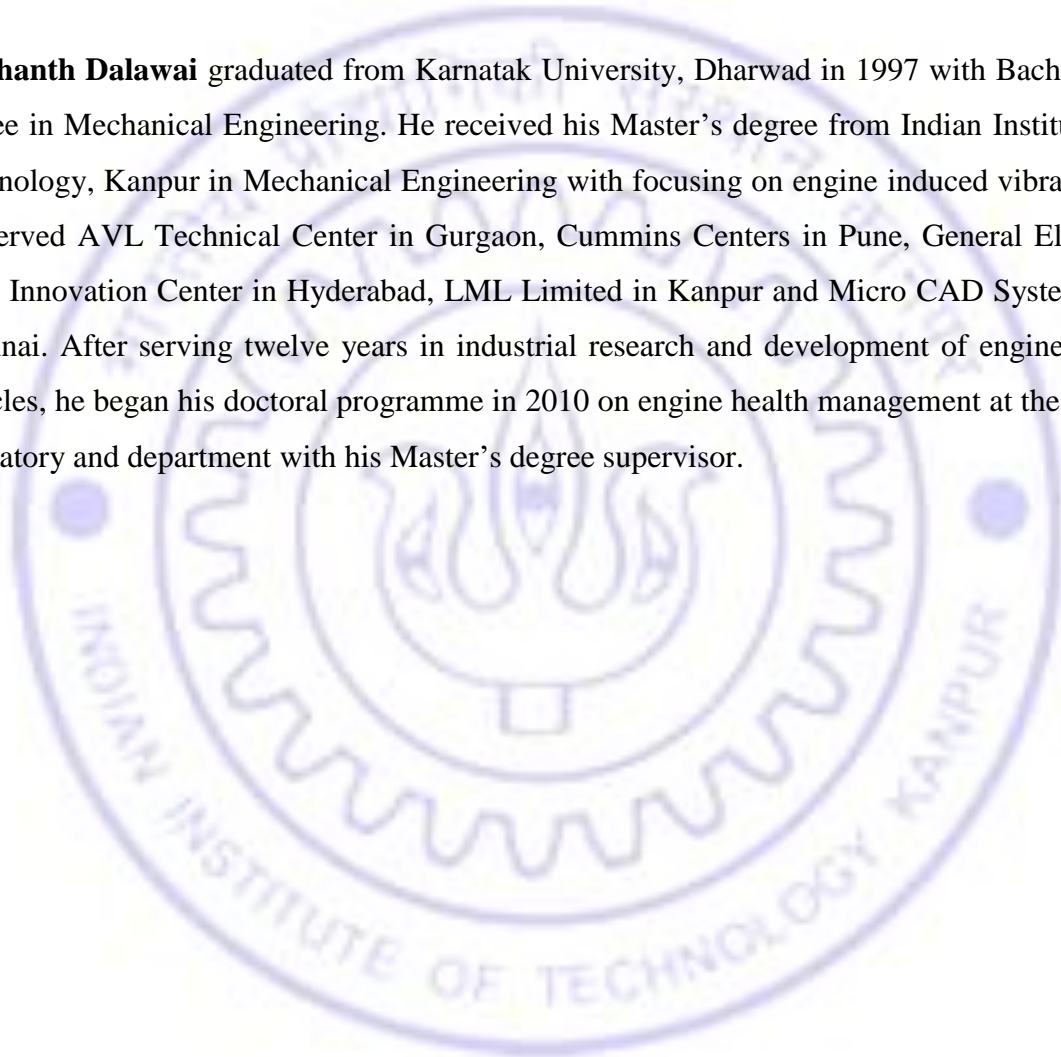 hanth Dalawai graduated from Karnatak University, Dharwad in 1997 with Bach
ee in Mechanical Engineering. He received his Master’s degree from Indian Institu
nology, Kanpur in Mechanical Engineering with focusing on engine induced vibra
erved AVL Technical Center in Gurgaon, Cummins Centers in Pune, General El
Innovation Center in Hyderabad, LML Limited in Kanpur and Micro CAD Syste
nai. After serving twelve years in industrial research and development of engine
cles, he began his doctoral programme in 2010 on engine health management at the
ratory and department with his Master’s degree supervisor.
INDIAN INSTITUTE OF TECHNOLOGY KANPUR